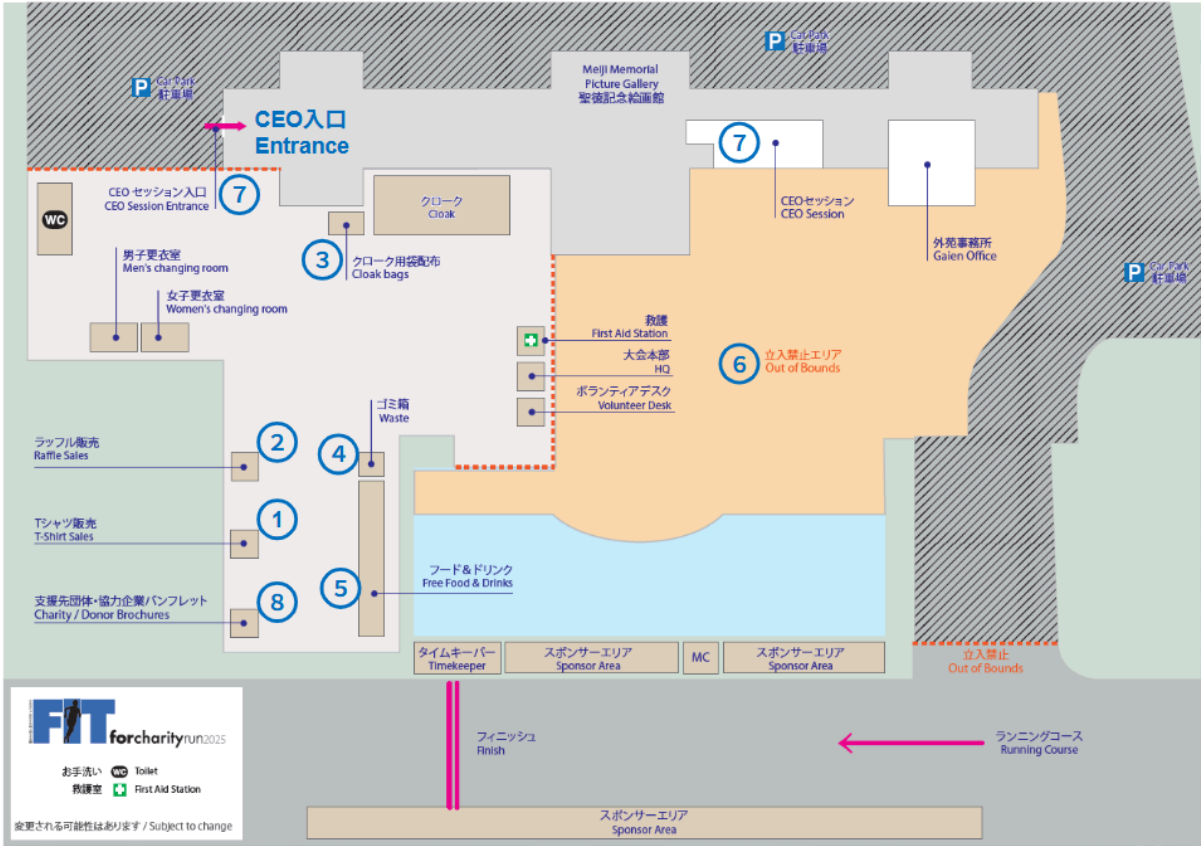 P Car Park
駐車場
P Car Park
駐車場
Meiji Memorial
Picture Gallery
聖徳記念絵画館
CEO入口
Entrance
7
CEO セッション入口
CEO Session Entrance
7
WC
クローク
Cloak
CEOセッション
CEO Session
3
クローク用袋配布
Cloak bags
男子更衣室
Men's changing room
女子更衣室
Women's changing room
外苑事務所
Gaien Office
P Car Park
駐車場
救護
First Aid Station
大会本部
HQ
ボランティアデスク
Volunteer Desk
6
立入禁止エリア
Out of Bounds
ゴミ箱
Waste
ラッフル販売
Raffle Sales
2
4
Tシャツ販売
T-Shirt Sales
1
フード&ドリンク
Free Food & Drinks
5
支援先団体・協力企業パンフレット
Charity / Donor Brochures
8
タイムキーパー
Timekeeper
スポンサーエリア
Sponsor Area
MC
スポンサーエリア
Sponsor Area
立入禁止
Out of Bounds
FIT forcharityrun2025
お手洗い WC Toilet
救護室 First Aid Station
変更される可能性はあります / Subject to change
フィニッシュ
Finish
ランニングコース
Running Course
スポンサーエリア
Sponsor Area